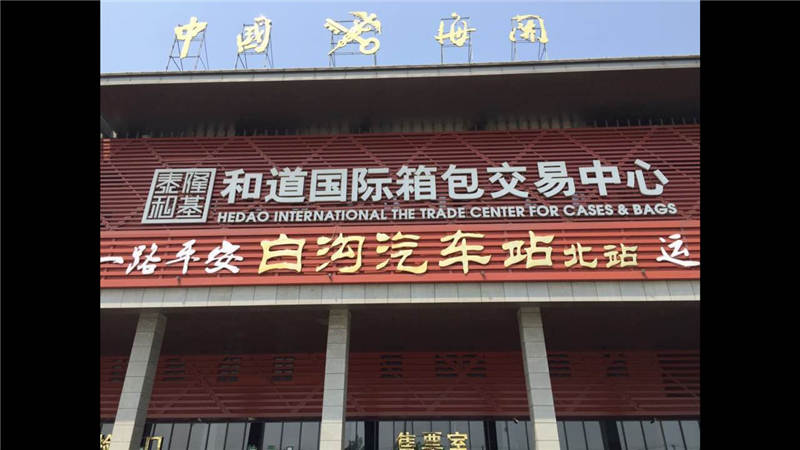 中国 海关
泰隆和基
和道国际箱包交易中心
HEDAO INTERNATIONAL THE TRADE CENTER FOR CASES & BAGS
一路平安 白沟汽车站 北站 运
售票室